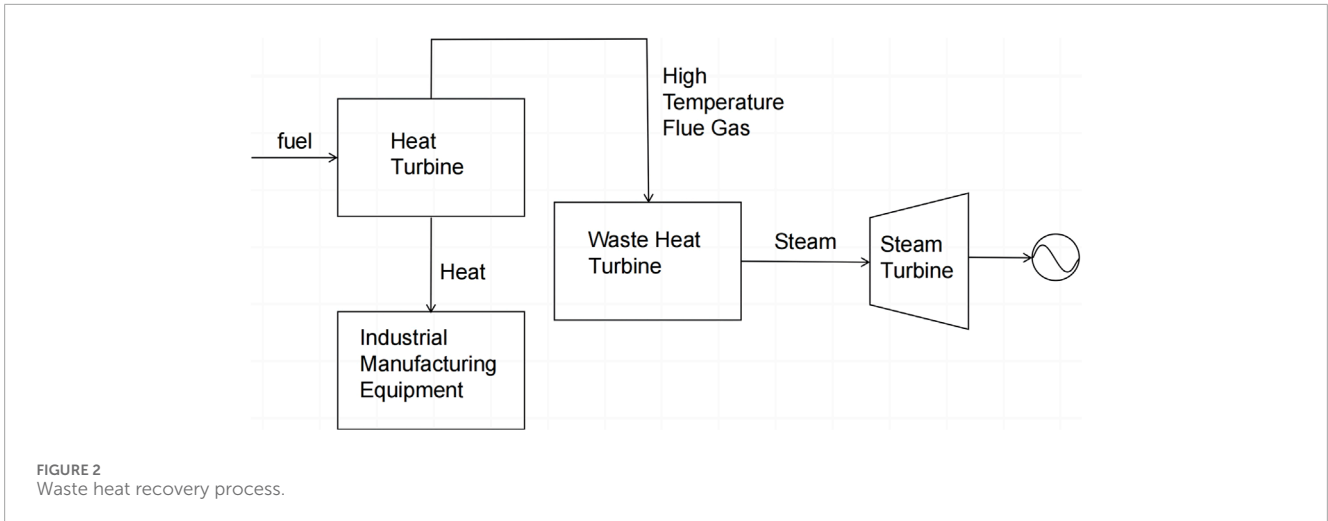 fuel
Heat
Turbine
High
Temperature
Flue Gas
Heat
Industrial
Manufacturing
Equipment
Waste Heat
Turbine
Steam
Steam
Turbine
FIGURE 2
Waste heat recovery process.